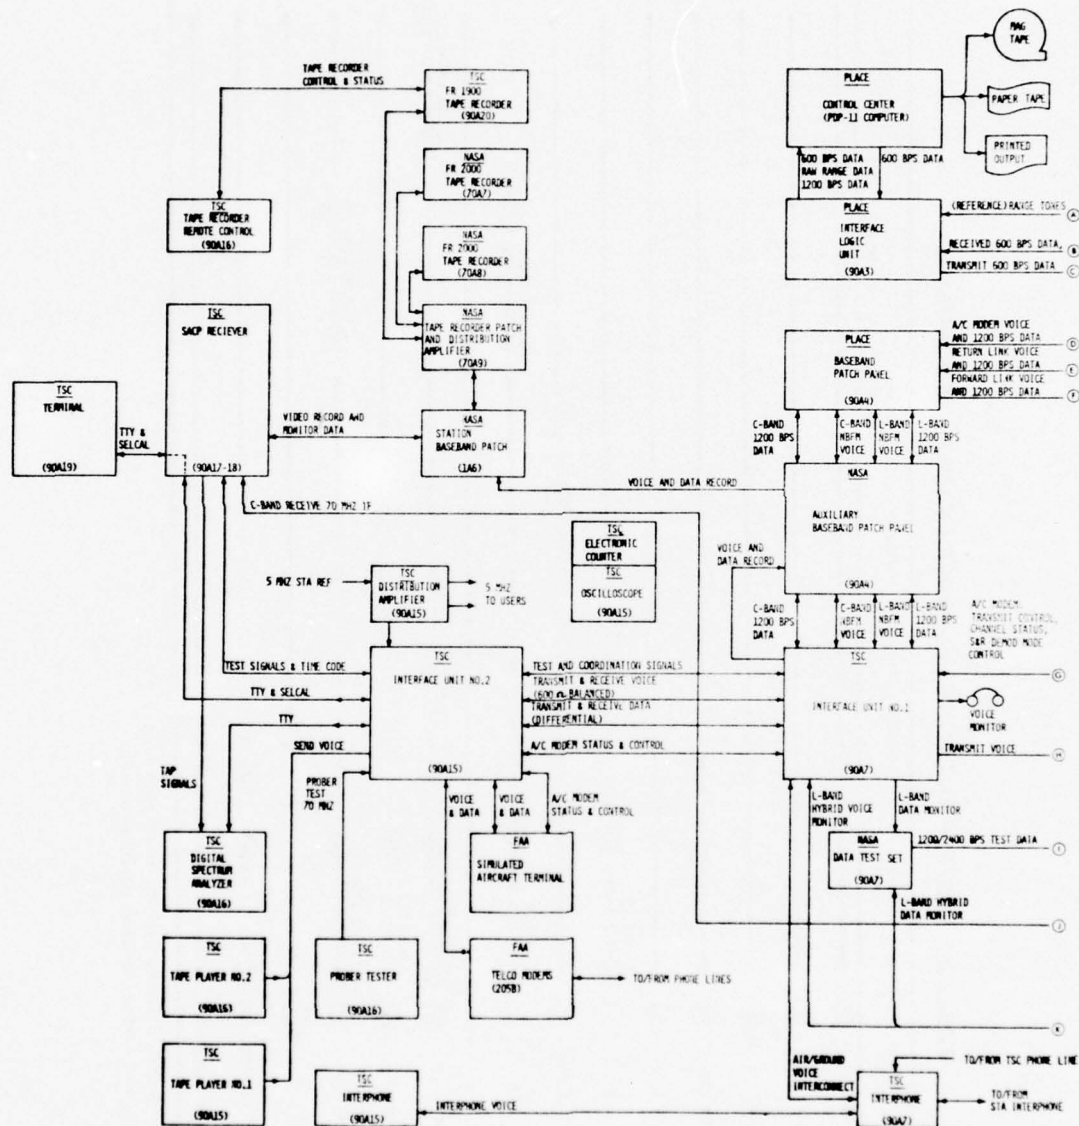 MAG
TAPE
TAPE RECORDER
CONTROL & STATUS
TSC
FR 1900
TAPE RECORDER
(90A20)
PLACE
CONTROL CENTER
(PDP-11 COMPUTER)
PAPER TAPE
PRINTED
OUTPUT
NASA
FR 2000
TAPE RECORDER
(70A7)
600 BPS DATA
RAW RANGE DATA
1200 BPS DATA
600 BPS DATA
TSC
TAPE RECORDER
REMOTE CONTROL
(90A16)
NASA
FR 2000
TAPE RECORDER
(70A8)
PLACE
INTERFACE
LOGIC
UNIT
(90A3)
(REFERENCE)RANGE TONES
A
RECEIVED 600 BPS DATA,
B
TRANSMIT 600 BPS DATA
C
TSC
SACP RECIEVER
(90A17-18)
NASA
TAPE RECORDER PATCH
AND DISTRIBUTION
AMPLIFIER
(70A9)
PLACE
BASEBAND
PATCH PANEL
(90A4)
A/C MODEM VOICE
AND 1200 BPS DATA
D
RETURN LINK VOICE
AND 1200 BPS DATA
E
FORWARD LINK VOICE
AND 1200 BPS DATA
F
TSC
TERMINAL
(90A19)
TTY &
SELCAL
VIDEO RECORD AND
MONITOR DATA
NASA
STATION
BASEBAND PATCH
(1A6)
C-BAND
1200 BPS
DATA
C-BAND
NBFM
VOICE
L-BAND
NBFM
VOICE
L-BAND
1200 BPS
DATA
VOICE AND DATA RECORD
C-BAND RECEIVE 70 MHZ IF
NASA
AUXILIARY
BASEBAND PATCH PANEL
(90A4)
TSC
ELECTRONIC
COUNTER
TSC
OSCILLOSCOPE
(90A15)
VOICE AND
DATA RECORD
5 MHZ STA REF
TSC
DISTRBUTION
AMPLIFIER
(90A15)
5 MHZ
TO USERS
C-BAND
1200 BPS
DATA
C-BAND
NBFM
VOICE
L-BAND
NBFM
VOICE
L-BAND
1200 BPS
DATA
A/C MODEM
TRANSMIT CONTROL,
CHANNEL STATUS,
S&R DEMOD MODE
CONTROL
G
TSC
INTERFACE UNIT NO.2
(90A15)
TEST SIGNALS & TIME CODE
TTY & SELCAL
TTY
SEND VOICE
TEST AND COORDINATION SIGNALS
TRANSMIT & RECEIVE VOICE
(600 Ω BALANCED)
TRANSMIT & RECEIVE DATA
(DIFFERENTIAL)
A/C MODEM STATUS & CONTROL
TSC
INTERFACE UNIT NO.1
(90A7)
VOICE
MONITOR
TRANSMIT VOICE
H
TAP
SIGNALS
PROBER
TEST
70 MHZ
VOICE
& DATA
VOICE
& DATA
A/C MODEM
STATUS & CONTROL
L-BAND
HYBRID VOICE
MONITOR
L-BAND
DATA MONITOR
TSC
DIGITAL
SPECTRUM
ANALYZER
(90A16)
FAA
SIMULATED
AIRCRAFT TERMINAL
NASA
DATA TEST SET
(90A7)
1200/2400 BPS TEST DATA
I
L-BAND HYBRID
DATA MONITOR
J
TSC
TAPE PLAYER NO.2
(90A16)
TSC
PROBER TESTER
(90A16)
FAA
TELCO MODEMS
(205B)
TO/FROM PHONE LINES
K
TSC
TAPE PLAYER NO.1
(90A15)
TSC
INTERPHONE
(90A15)
INTERPHONE VOICE
AIR/GROUND
VOICE
INTERCONNECT
TO/FROM TSC PHONE LINE
TSC
INTERPHONE
(90A7)
TO/FROM
STA INTERPHONE